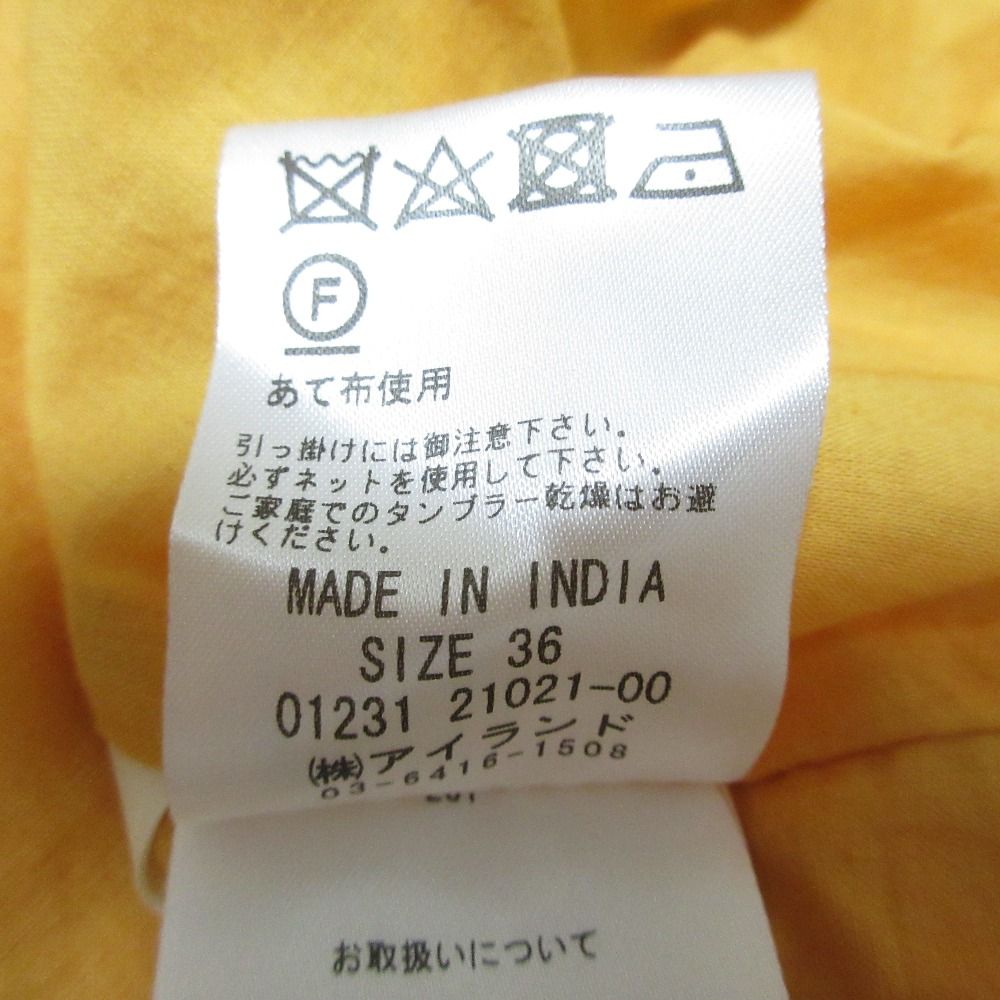 F
あて布使用
引っ掛けには御注意下さい。
必ずネットを使用して下さい。
ご家庭でのタンブラー乾燥はお避
けください。
MADE IN INDIA
SIZE 36
01231 21021-00
(株)アイランド
03-6416-1508
お取扱いについて